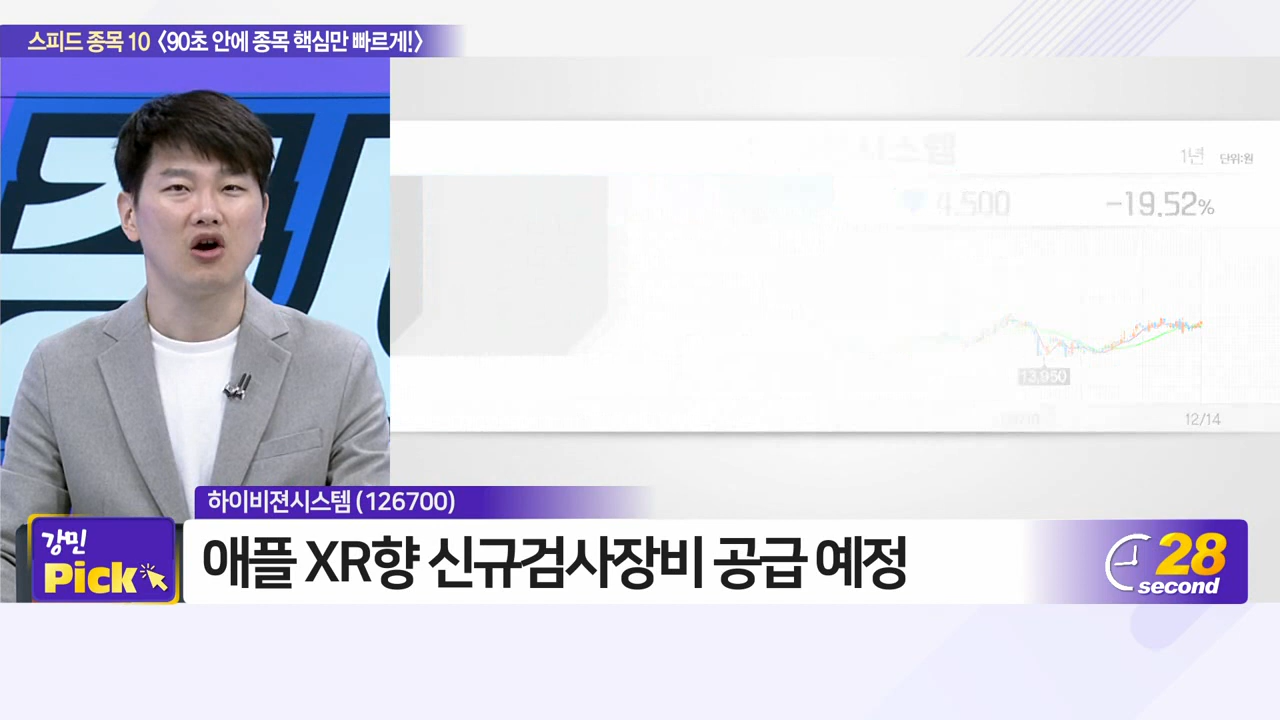 스피드 종목 10 〈90초 안에 종목 핵심만 빠르게!〉
시스템
1년 단위:원
4,500 -19.52%
13,950
12/14
하이비젼시스템 (126700)
강민
Pick
애플 XR향 신규검사장비 공급 예정
28
second